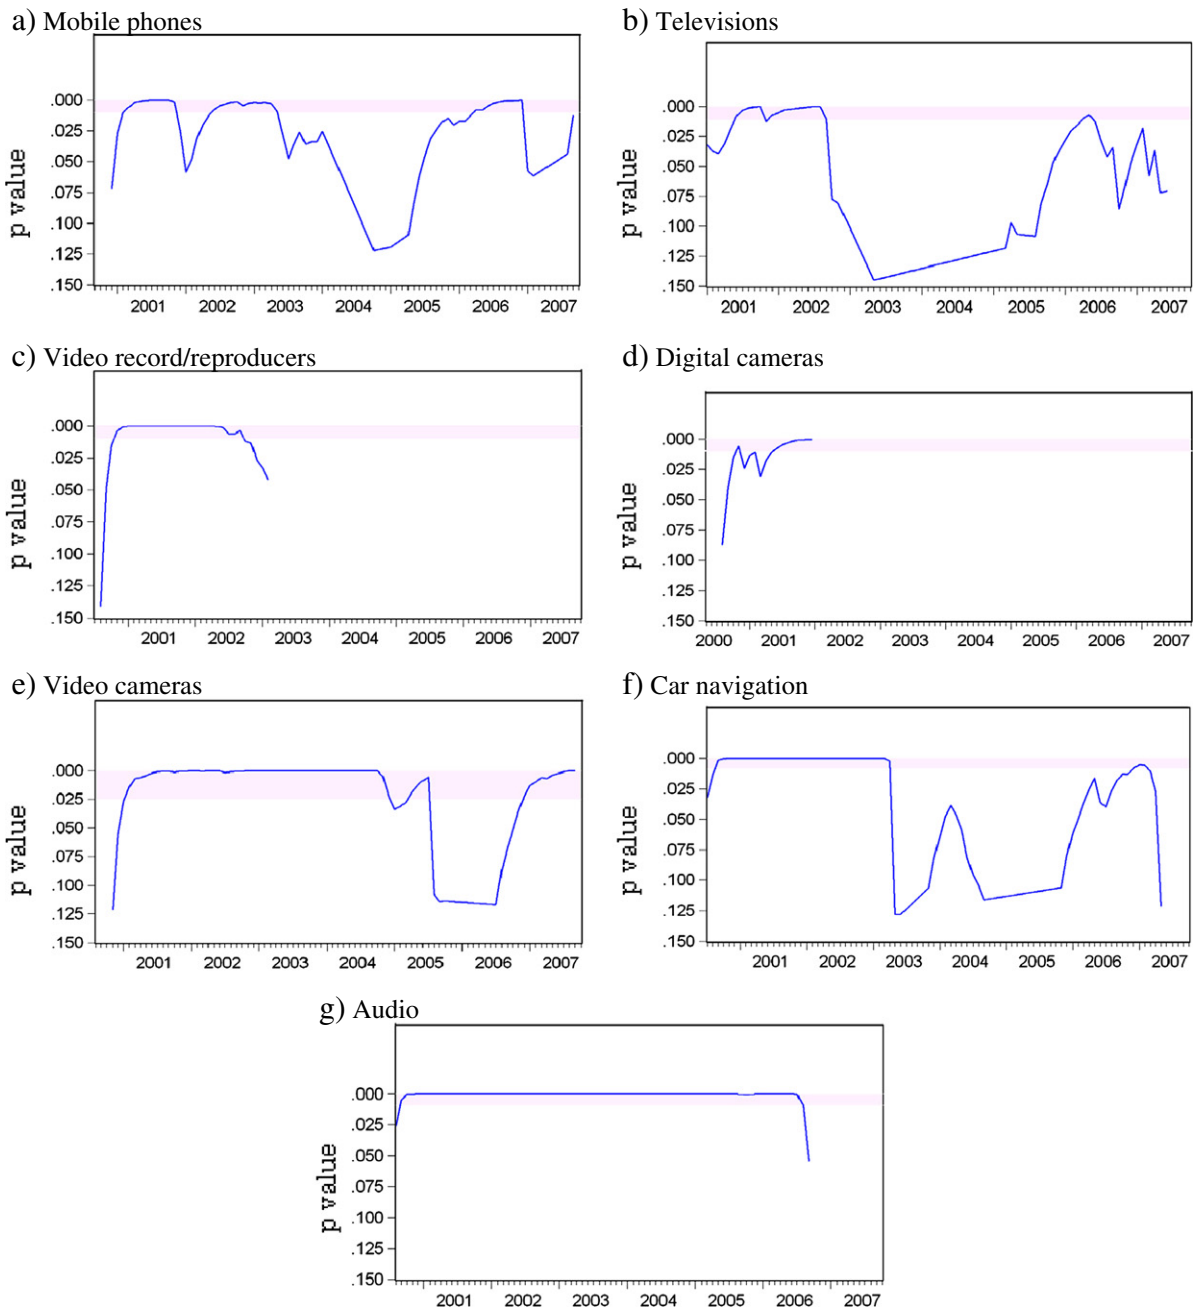 a) Mobile phones
p value
.000
.025
.050
.075
.100
.125
.150
2001 2002 2003 2004 2005 2006 2007
b) Televisions
p value
.000
.025
.050
.075
.100
.125
.150
2001 2002 2003 2004 2005 2006 2007
c) Video record/reproducers
p value
.000
.025
.050
.075
.100
.125
.150
2001 2002 2003 2004 2005 2006 2007
d) Digital cameras
p value
.000
.025
.050
.075
.100
.125
.150
2000 2001 2002 2003 2004 2005 2006 2007
e) Video cameras
p value
.000
.025
.050
.075
.100
.125
.150
2001 2002 2003 2004 2005 2006 2007
f) Car navigation
p value
.000
.025
.050
.075
.100
.125
.150
2001 2002 2003 2004 2005 2006 2007
g) Audio
p value
.000
.025
.050
.075
.100
.125
.150
2001 2002 2003 2004 2005 2006 2007